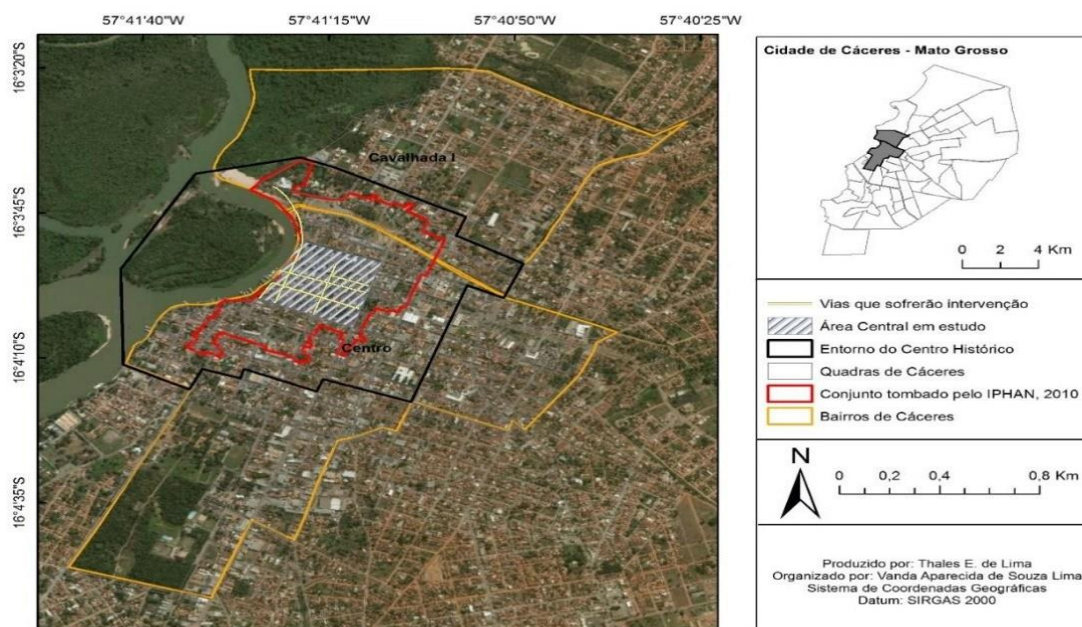 57°41'40"W
57°41'15"W
57°40'50"W
57°40'25"W
16°3'20"S
16°3'45"S
16°4'10"S
16°4'35"S
Cavalhada I
Centro
Cidade de Cáceres - Mato Grosso
0 2 4 Km
Vias que sofrerão intervenção
Área Central em estudo
Entorno do Centro Histórico
Quadras de Cáceres
Conjunto tombado pelo IPHAN, 2010
Bairros de Cáceres
N
0 0,2 0,4 0,8 Km
Produzido por: Thales E. de Lima
Organizado por: Vanda Aparecida de Souza Lima
Sistema de Coordenadas Geográficas
Datum: SIRGAS 2000